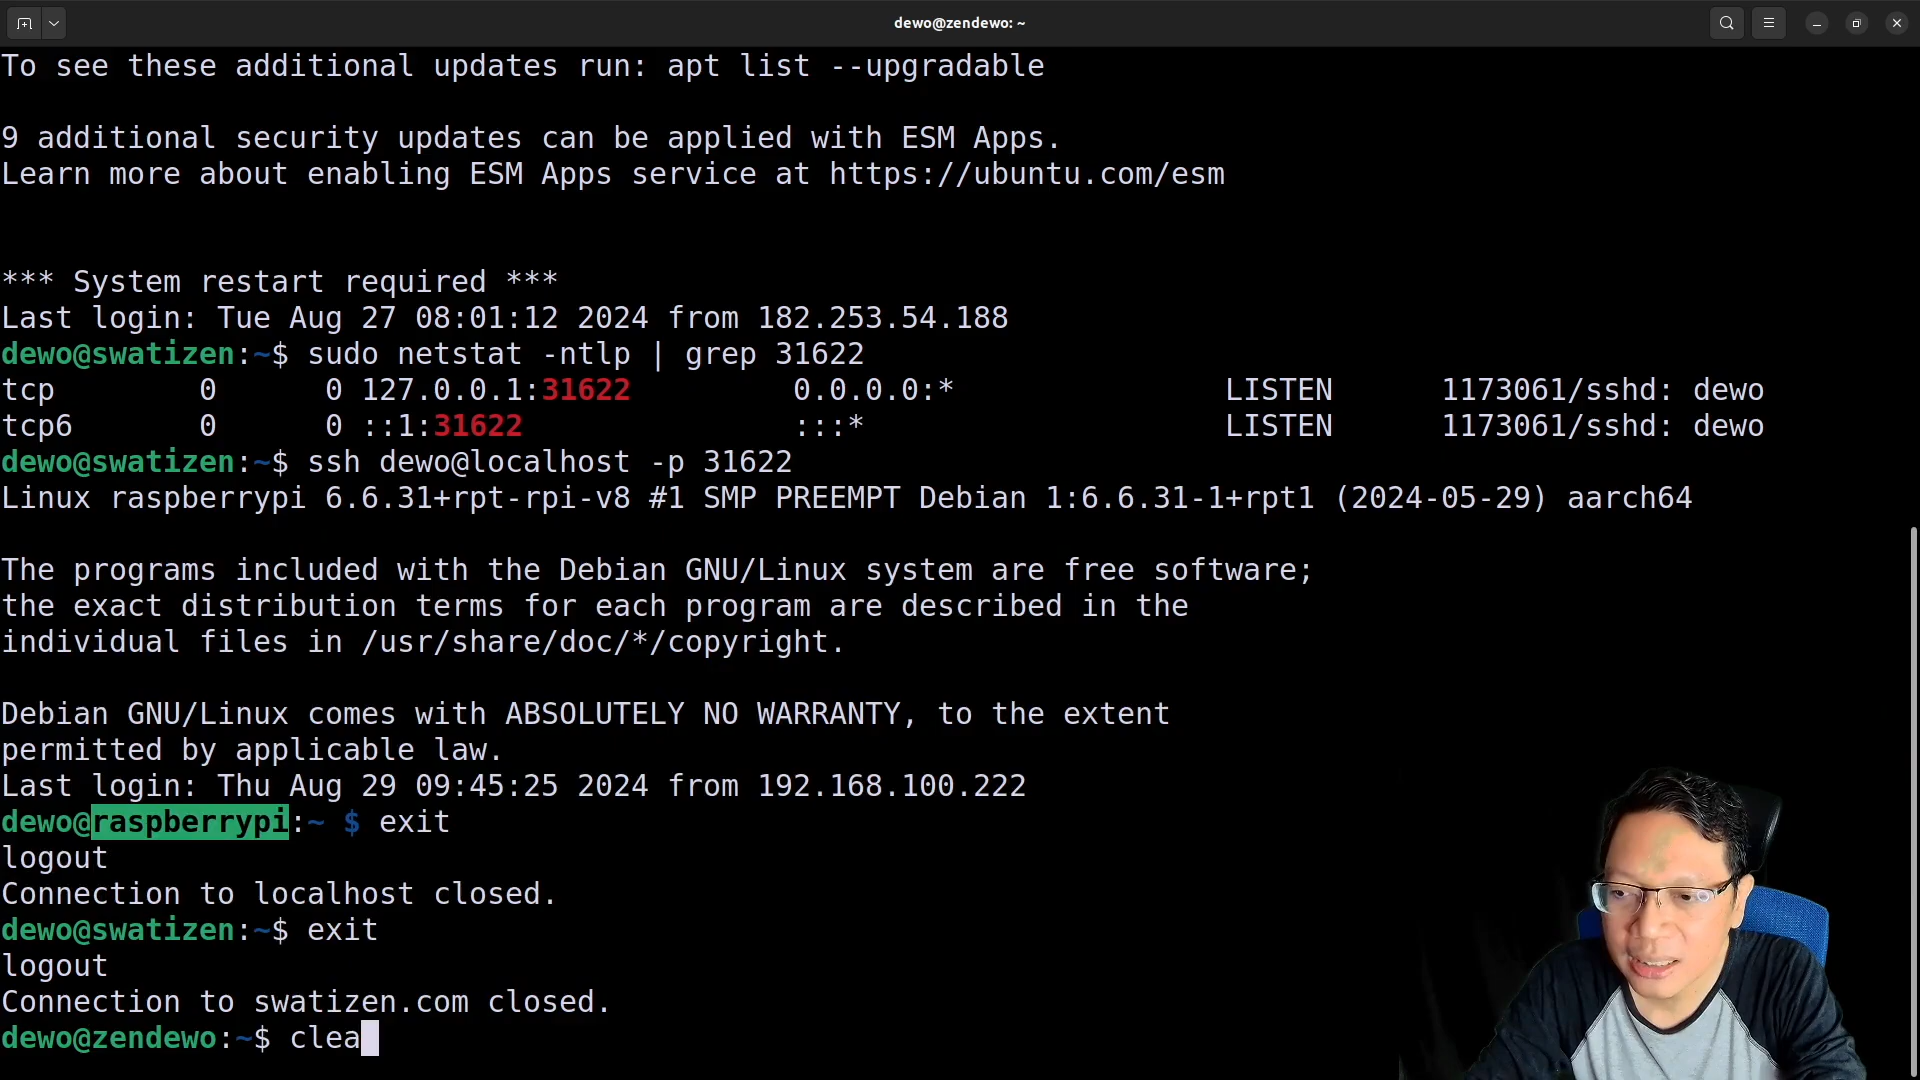 dewo@zendewo: ~
To see these additional updates run: apt list --upgradable
9 additional security updates can be applied with ESM Apps.
Learn more about enabling ESM Apps service at https://ubuntu.com/esm
*** System restart required ***
Last login: Tue Aug 27 08:01:12 2024 from 182.253.54.188
dewo@swatizen:~$ sudo netstat -ntlp | grep 31622
tcp        0      0 127.0.0.1:31622         0.0.0.0:*               LISTEN      1173061/sshd: dewo
tcp6       0      0 ::1:31622               :::*                    LISTEN      1173061/sshd: dewo
dewo@swatizen:~$ ssh dewo@localhost -p 31622
Linux raspberrypi 6.6.31+rpt-rpi-v8 #1 SMP PREEMPT Debian 1:6.6.31-1+rpt1 (2024-05-29) aarch64
The programs included with the Debian GNU/Linux system are free software;
the exact distribution terms for each program are described in the
individual files in /usr/share/doc/*/copyright.
Debian GNU/Linux comes with ABSOLUTELY NO WARRANTY, to the extent
permitted by applicable law.
Last login: Thu Aug 29 09:45:25 2024 from 192.168.100.222
dewo@raspberrypi:~ $ exit
logout
Connection to localhost closed.
dewo@swatizen:~$ exit
logout
Connection to swatizen.com closed.
dewo@zendewo:~$ clea